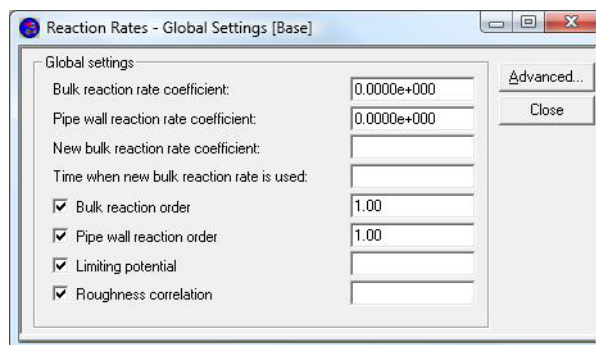 Reaction Rates - Global Settings [Base]
Global settings
Bulk reaction rate coefficient: 0.0000e+000
Pipe wall reaction rate coefficient: 0.0000e+000
New bulk reaction rate coefficient:
Time when new bulk reaction rate is used:
Bulk reaction order 1.00
Pipe wall reaction order 1.00
Limiting potential
Roughness correlation
Advanced...
Close